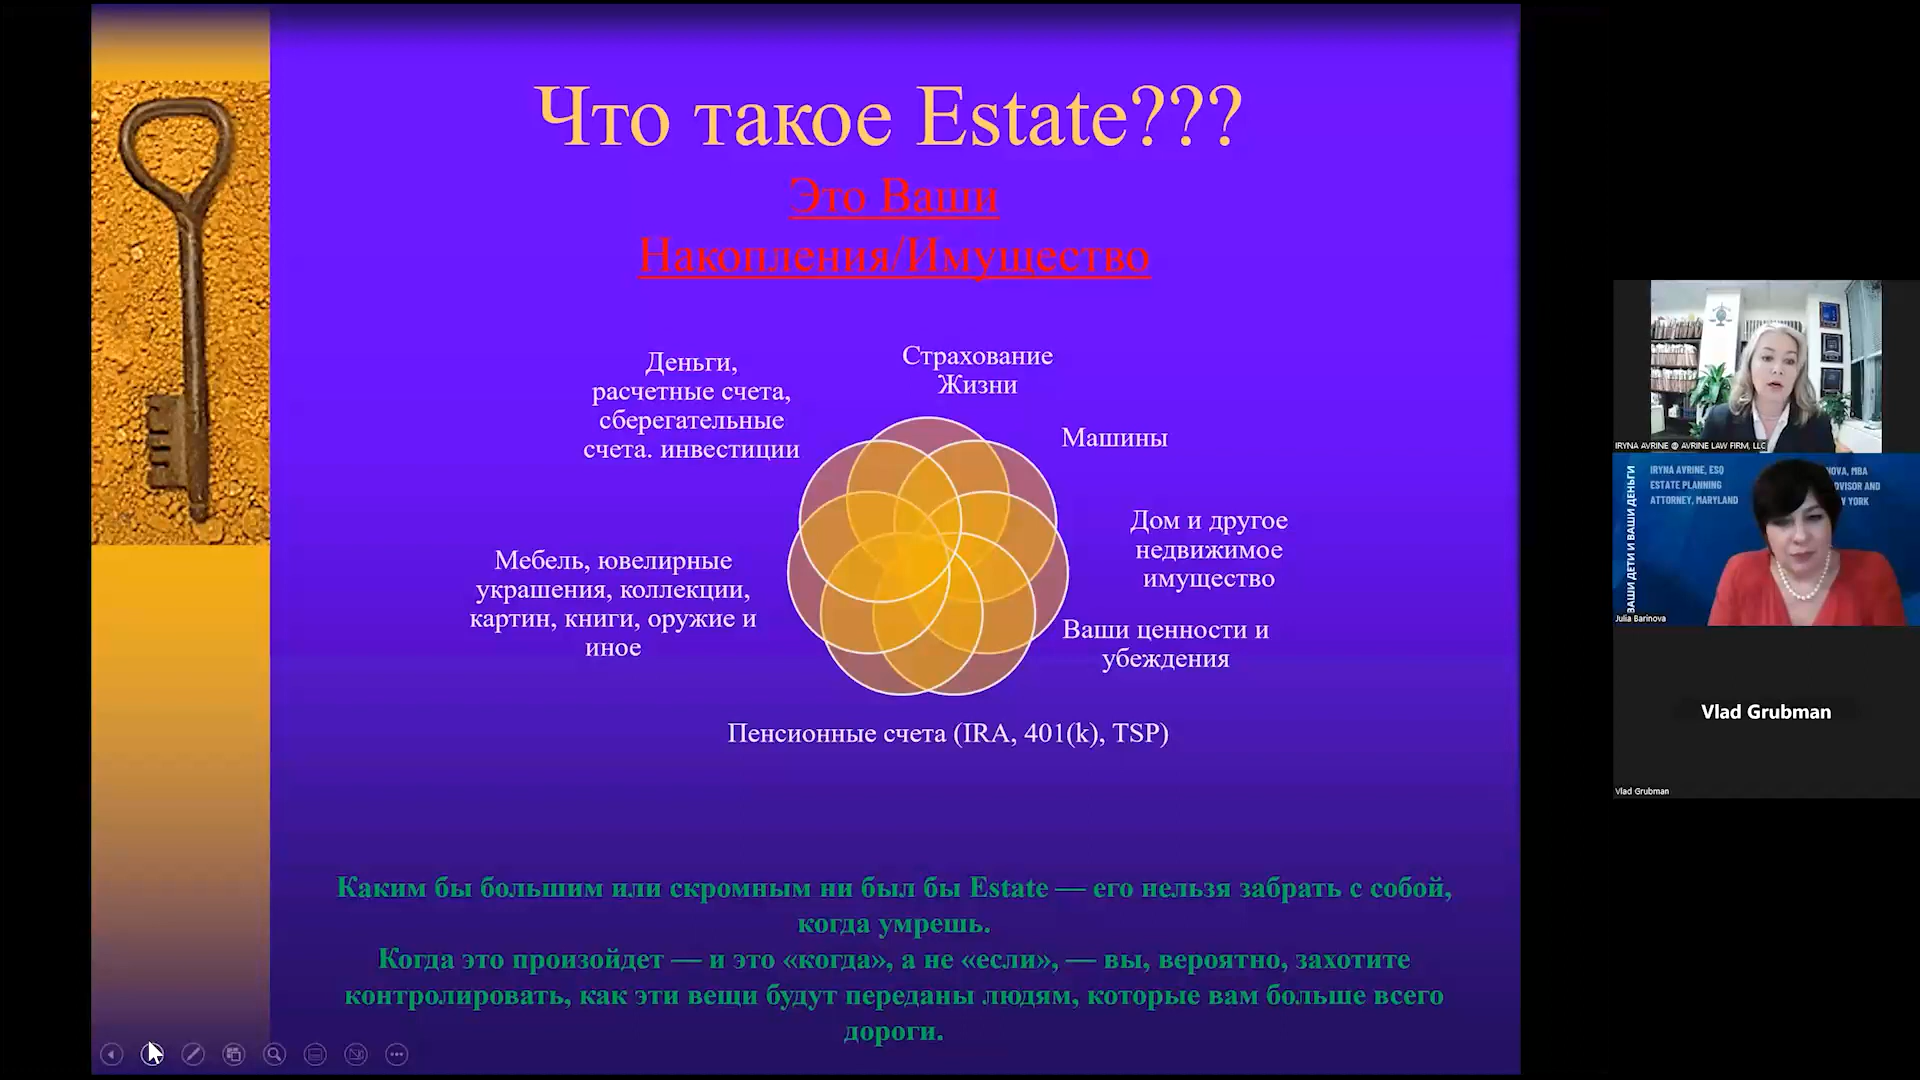 Что такое Estate???
Это Ваши
Накопления/Имущество
Деньги,
расчетные счета,
сберегательные
счета. инвестиции
Страхование
Жизни
Машины
Дом и другое
недвижимое
имущество
Ваши ценности и
убеждения
Пенсионные счета (IRA, 401(k), TSP)
Мебель, ювелирные
украшения, коллекции,
картин, книги, оружие и
иное
Каким бы большим или скромным ни был бы Estate — его нельзя забрать с собой,
когда умрешь.
Когда это произойдет — и это «когда», а не «если», — вы, вероятно, захотите
контролировать, как эти вещи будут переданы людям, которые вам больше всего
дороги.
IRYNA AVRINE @ AVRINE LAW FIRM, LLC
ВАШИ ДЕТИ И ВАШИ ДЕНЬГИ
IRYNA AVRINE, ESQ
ESTATE PLANNING
ATTORNEY, MARYLAND
MBA
AND
YORK
Julia Barinova
Vlad Grubman
Vlad Grubman